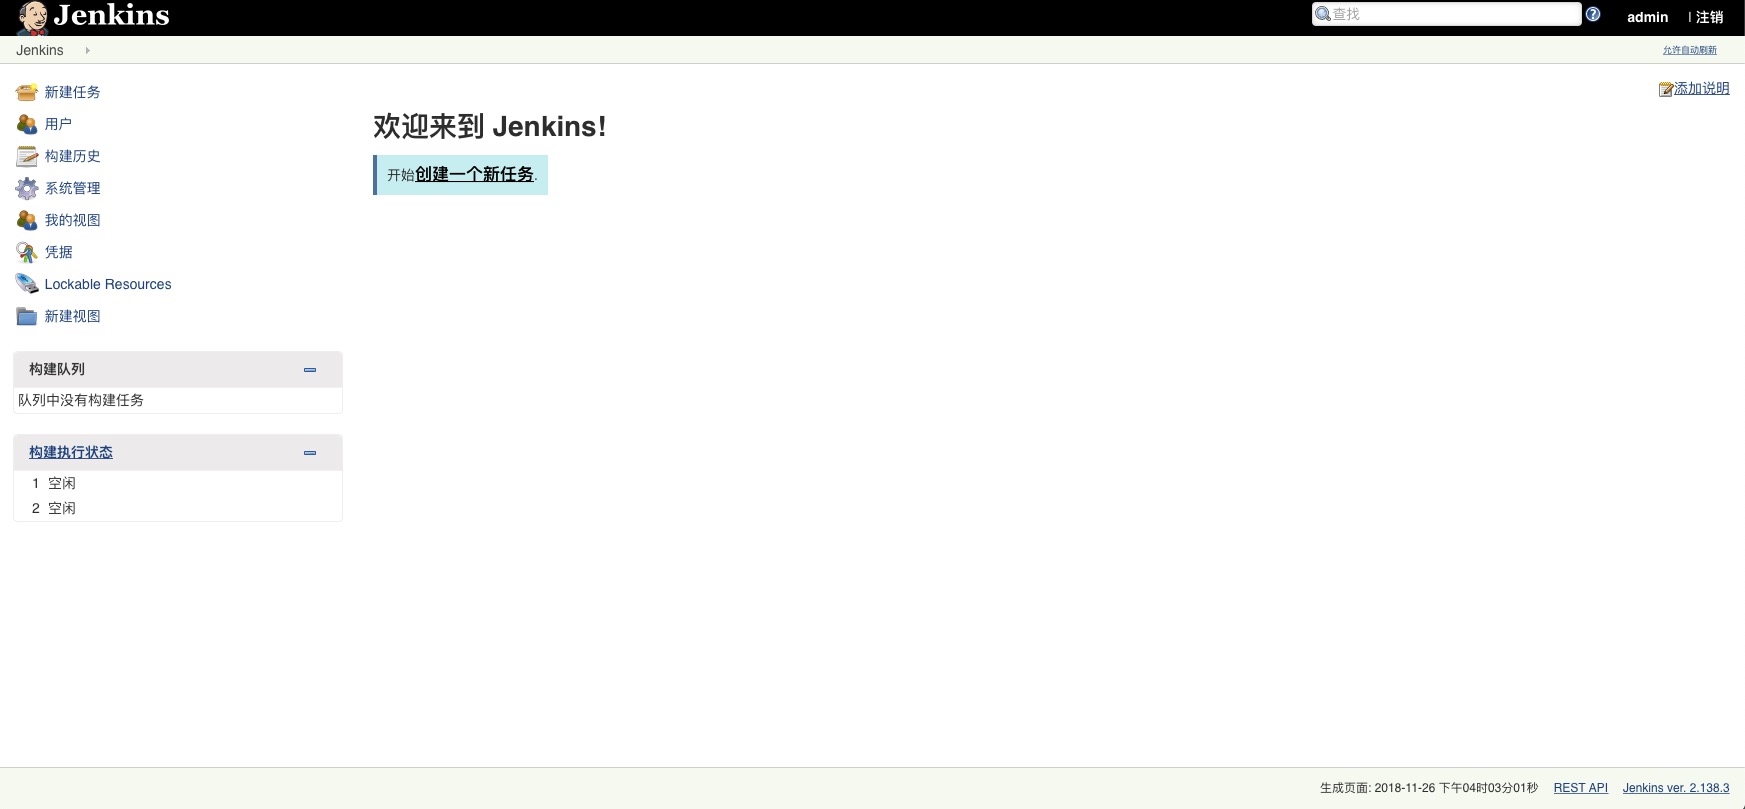 Jenkins
查找
admin
| 注销
Jenkins
允许自动刷新
新建任务
用户
构建历史
系统管理
我的视图
凭据
Lockable Resources
新建视图
构建队列
队列中没有构建任务
构建执行状态
1 空闲
2 空闲
添加说明
欢迎来到 Jenkins!
开始创建一个新任务.
生成页面: 2018-11-26 下午04时03分01秒 REST API Jenkins ver. 2.138.3